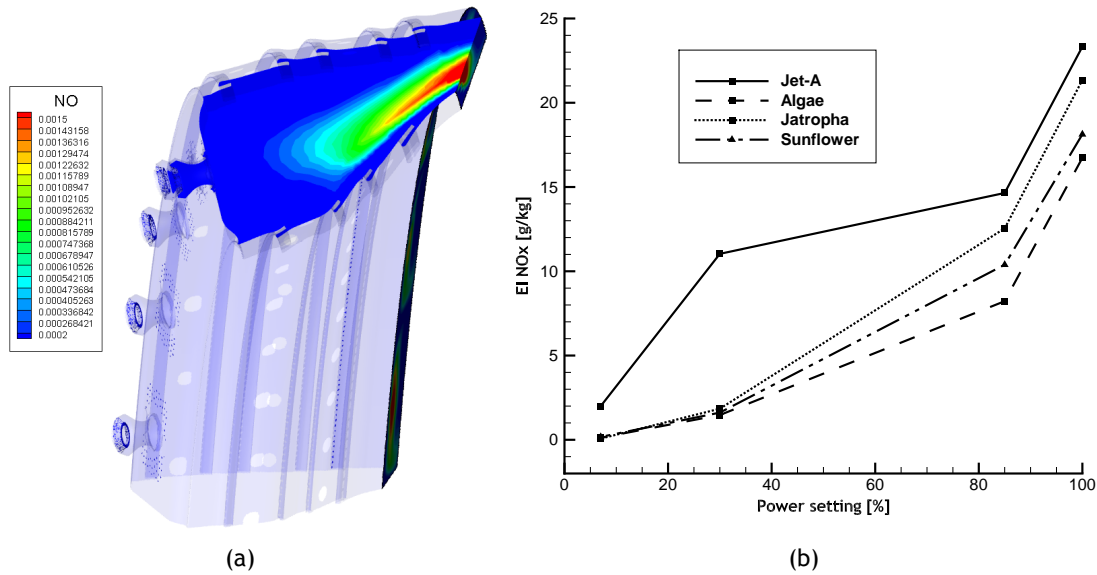 NO
0.0015
0.00143158
0.00136316
0.00129474
0.00122632
0.00115789
0.00108947
0.00102105
0.000952632
0.000884211
0.000815789
0.000747368
0.000678947
0.000610526
0.000542105
0.000473684
0.000405263
0.000336842
0.000268421
0.0002
(a)
25
20
15
10
5
0
EI NOx [g/kg]
Jet-A
Algae
Jatropha
Sunflower
0 20 40 60 80 100
Power setting [%]
(b)